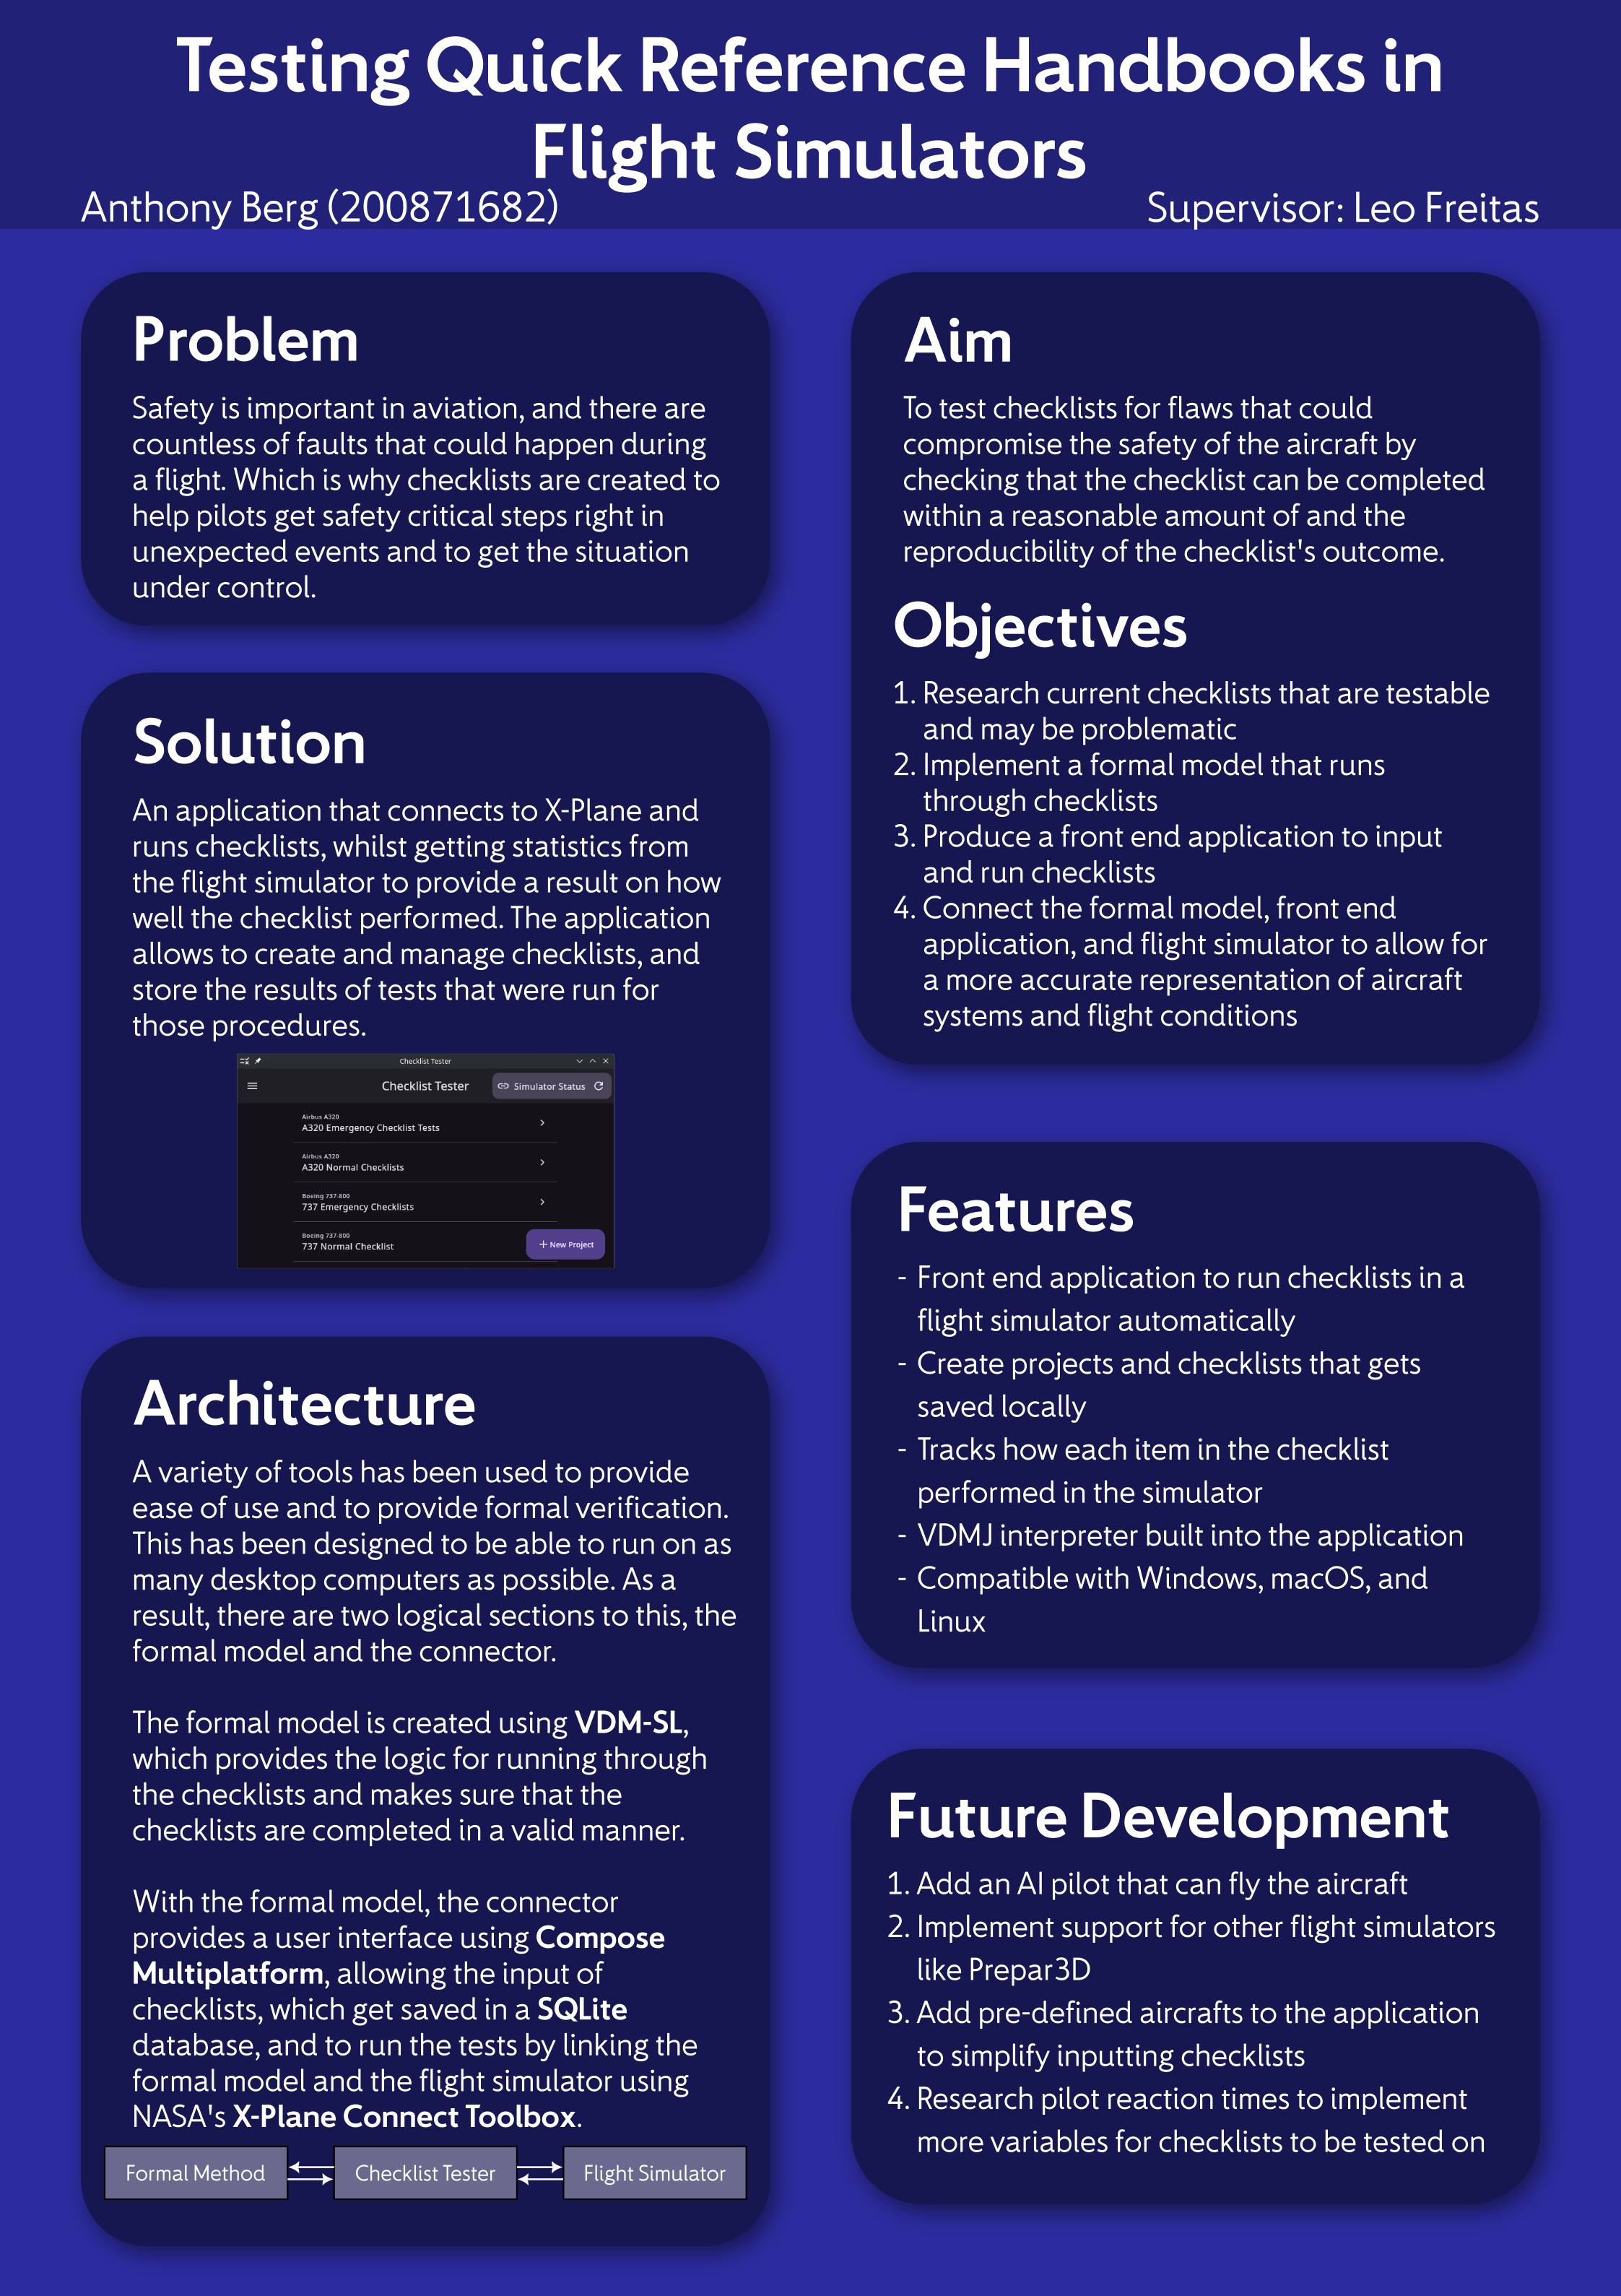 Testing Quick Reference Handbooks in
Flight Simulators
Anthony Berg (200871682)
Supervisor: Leo Freitas
Problem
Safety is important in aviation, and there are
countless of faults that could happen during
a flight. Which is why checklists are created to
help pilots get safety critical steps right in
unexpected events and to get the situation
under control.
Solution
An application that connects to X-Plane and
runs checklists, whilst getting statistics from
the flight simulator to provide a result on how
well the checklist performed. The application
allows to create and manage checklists, and
store the results of tests that were run for
those procedures.
Checklist Tester
Checklist Tester
Simulator Status
Airbus A320
A320 Emergency Checklist Tests
Airbus A320
A320 Normal Checklists
Boeing 737-800
737 Emergency Checklists
Boeing 737-800
737 Normal Checklist
+ New Project
Architecture
A variety of tools has been used to provide
ease of use and to provide formal verification.
This has been designed to be able to run on as
many desktop computers as possible. As a
result, there are two logical sections to this, the
formal model and the connector.
The formal model is created using VDM-SL,
which provides the logic for running through
the checklists and makes sure that the
checklists are completed in a valid manner.
With the formal model, the connector
provides a user interface using Compose
Multiplatform, allowing the input of
checklists, which get saved in a SQLite
database, and to run the tests by linking the
formal model and the flight simulator using
NASA's X-Plane Connect Toolbox.
Formal Method
Checklist Tester
Flight Simulator
Aim
To test checklists for flaws that could
compromise the safety of the aircraft by
checking that the checklist can be completed
within a reasonable amount of and the
reproducibility of the checklist's outcome.
Objectives
1. Research current checklists that are testable
and may be problematic
2. Implement a formal model that runs
through checklists
3. Produce a front end application to input
and run checklists
4. Connect the formal model, front end
application, and flight simulator to allow for
a more accurate representation of aircraft
systems and flight conditions
Features
- Front end application to run checklists in a
flight simulator automatically
- Create projects and checklists that gets
saved locally
- Tracks how each item in the checklist
performed in the simulator
- VDMJ interpreter built into the application
- Compatible with Windows, macOS, and
Linux
Future Development
1. Add an AI pilot that can fly the aircraft
2. Implement support for other flight simulators
like Prepar3D
3. Add pre-defined aircrafts to the application
to simplify inputting checklists
4. Research pilot reaction times to implement
more variables for checklists to be tested on